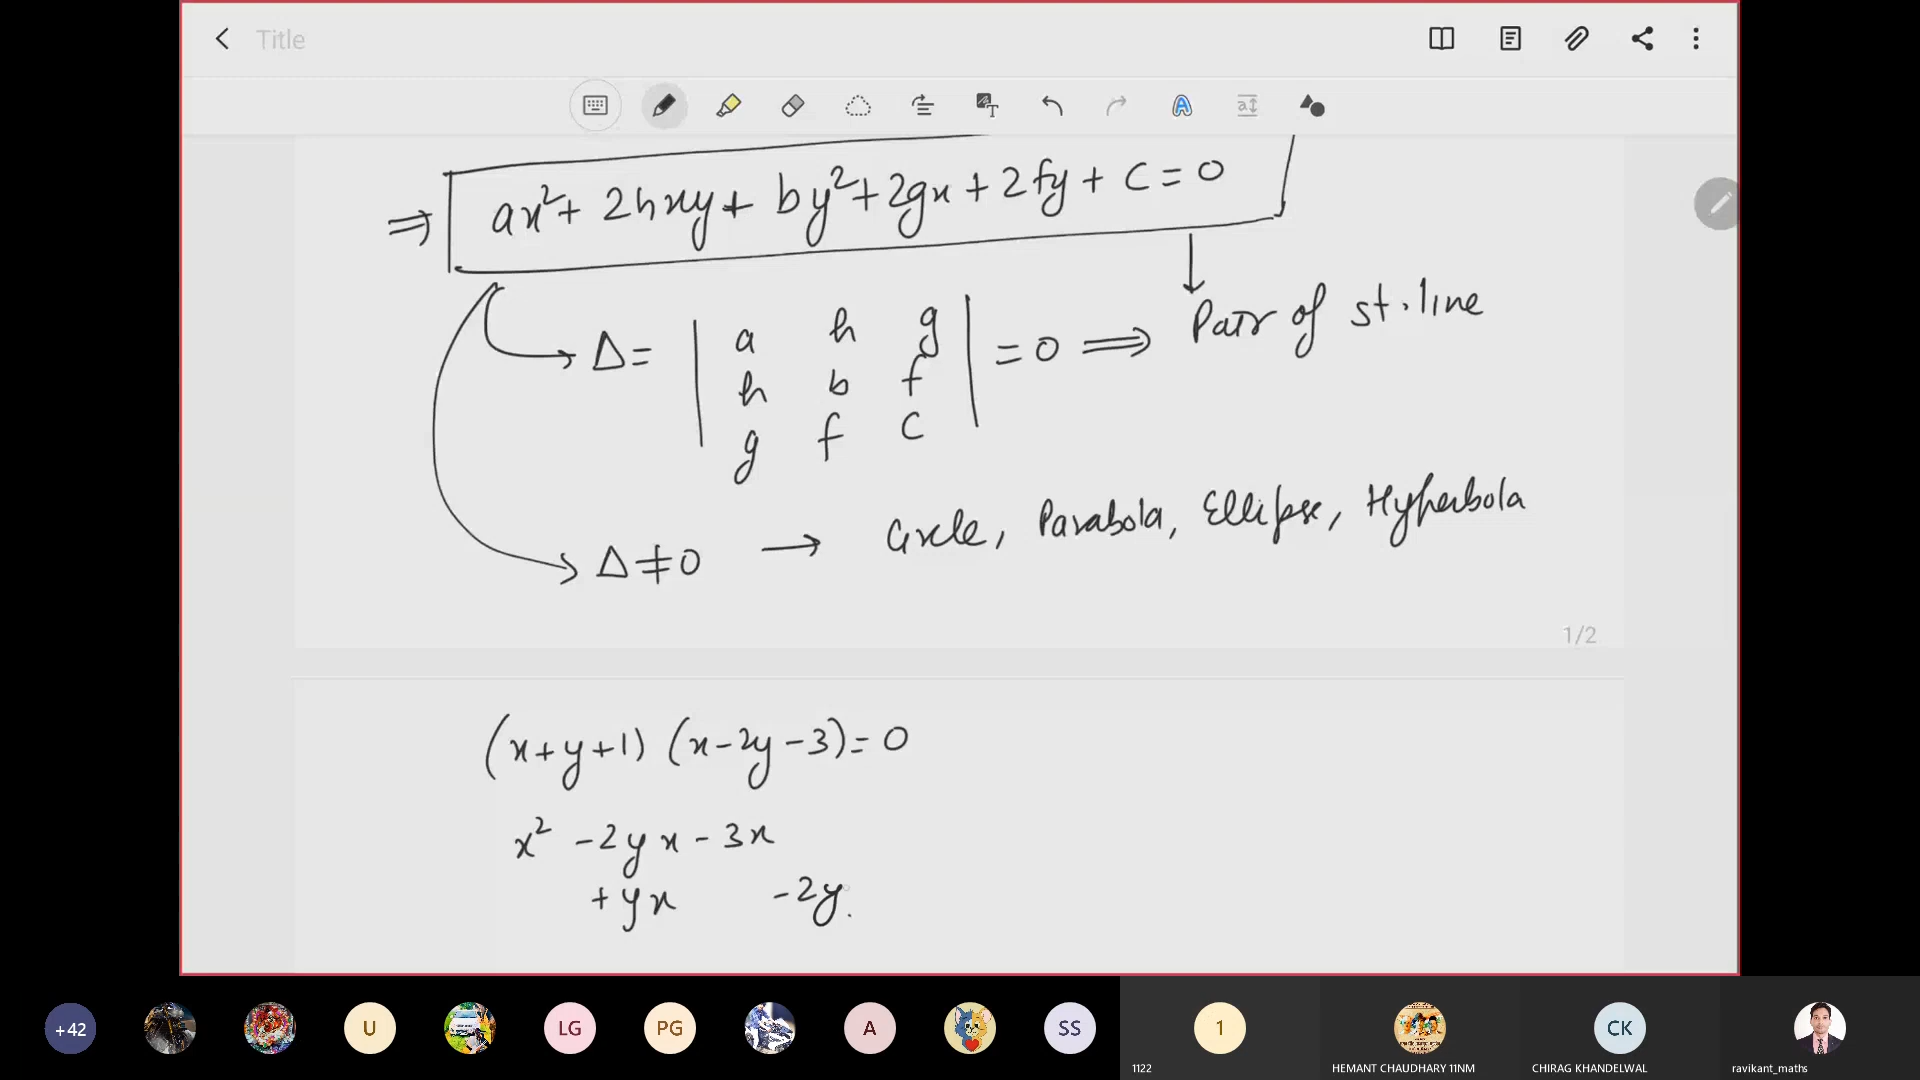 Title
⇒ ax²+ 2hxy + by²+2gx + 2fy + c = 0
Δ = | a h g | = 0 ⇒ Pair of st. line
h b f
g f c
Δ ≠ 0 → Circle, Parabola, Ellipse, Hyperbola
1/2
(x+y+1) (x-2y-3) = 0
x² -2yx - 3x
+yx -2y.
+42
U
LG
PG
A
SS
1
CK
1122
HEMANT CHAUDHARY 11NM
CHIRAG KHANDELWAL
ravikant_maths